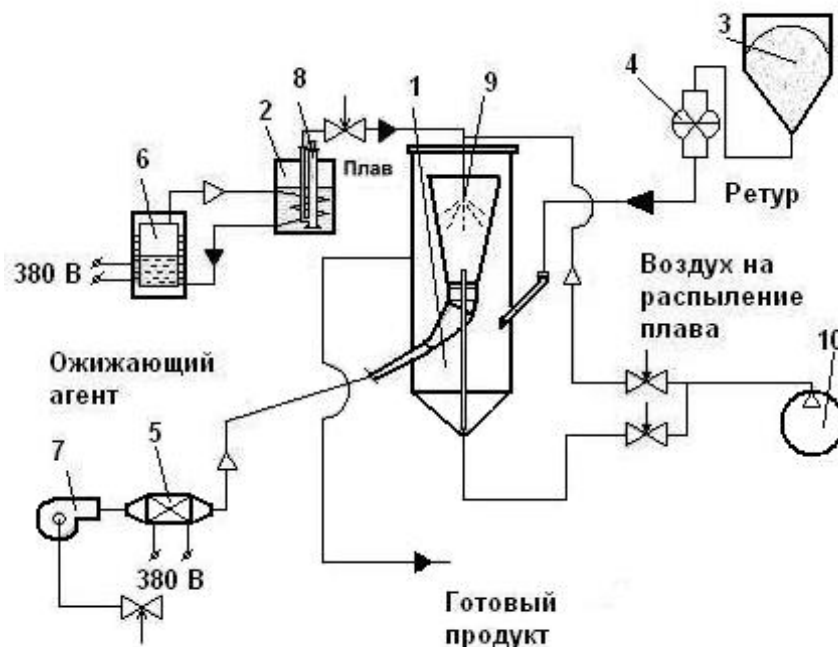 3
4
1
9
8
2
Плав
6
Ретур
380 В
Воздух на
распыление
плава
10
Ожижающий
агент
5
7
380 В
Готовый
продукт